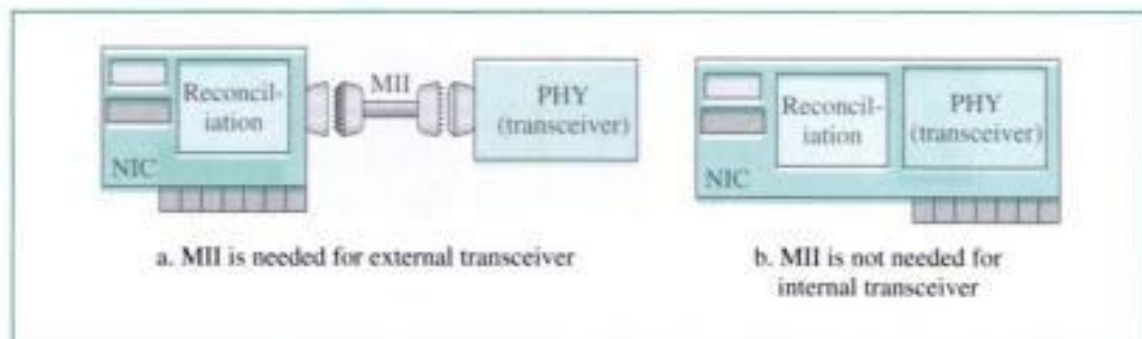 Reconcil-
iation
NIC
MII
PHY
(transceiver)
a. MII is needed for external transceiver
Reconcil-
iation
PHY
(transceiver)
NIC
b. MII is not needed for
internal transceiver